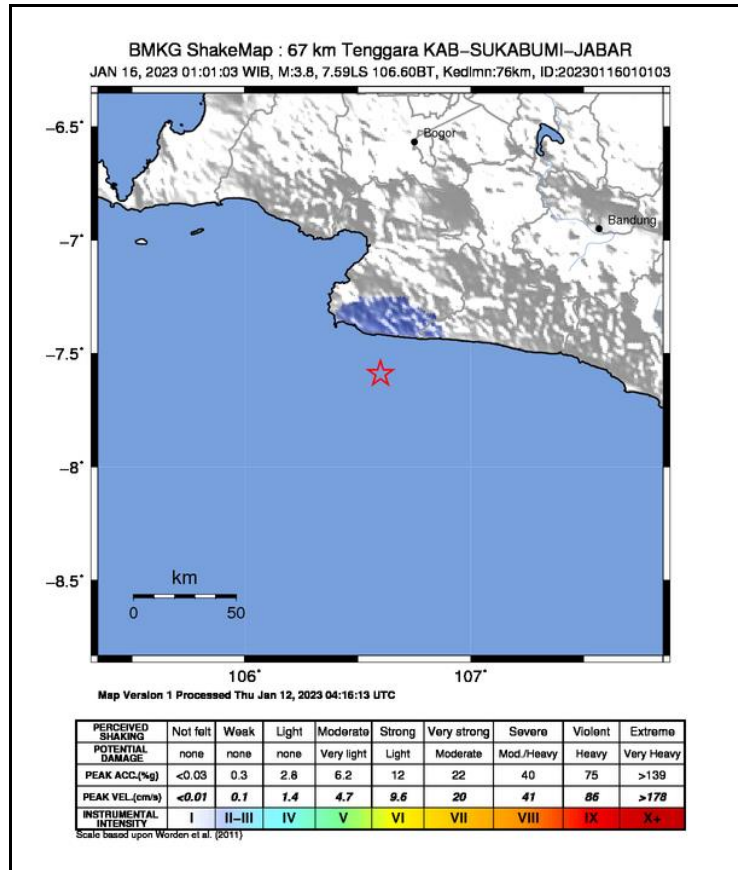 BMKG ShakeMap : 67 km Tenggara KAB-SUKABUMI-JABAR
JAN 16, 2023 01:01:03 WIB, M:3.8, 7.59LS 106.60BT, Kedlmn:76km, ID:20230116010103
-6.5°
Bogor
Bandung
-7°
-7.5°
-8°
km
-8.5°
0 50
106° 107°
Map Version 1 Processed Thu Jan 12, 2023 04:16:13 UTC
PERCEIVED SHAKING Not felt Weak Light Moderate Strong Very strong Severe Violent Extreme
POTENTIAL DAMAGE none none none Very light Light Moderate Mod./Heavy Heavy Very Heavy
PEAK ACC.(%g) <0.03 0.3 2.8 6.2 12 22 40 75 >139
PEAK VEL.(cm/s) <0.01 0.1 1.4 4.7 9.6 20 41 86 >178
INSTRUMENTAL INTENSITY I II-III IV V VI VII VIII IX X+
Scale based upon Worden et al. (2011)